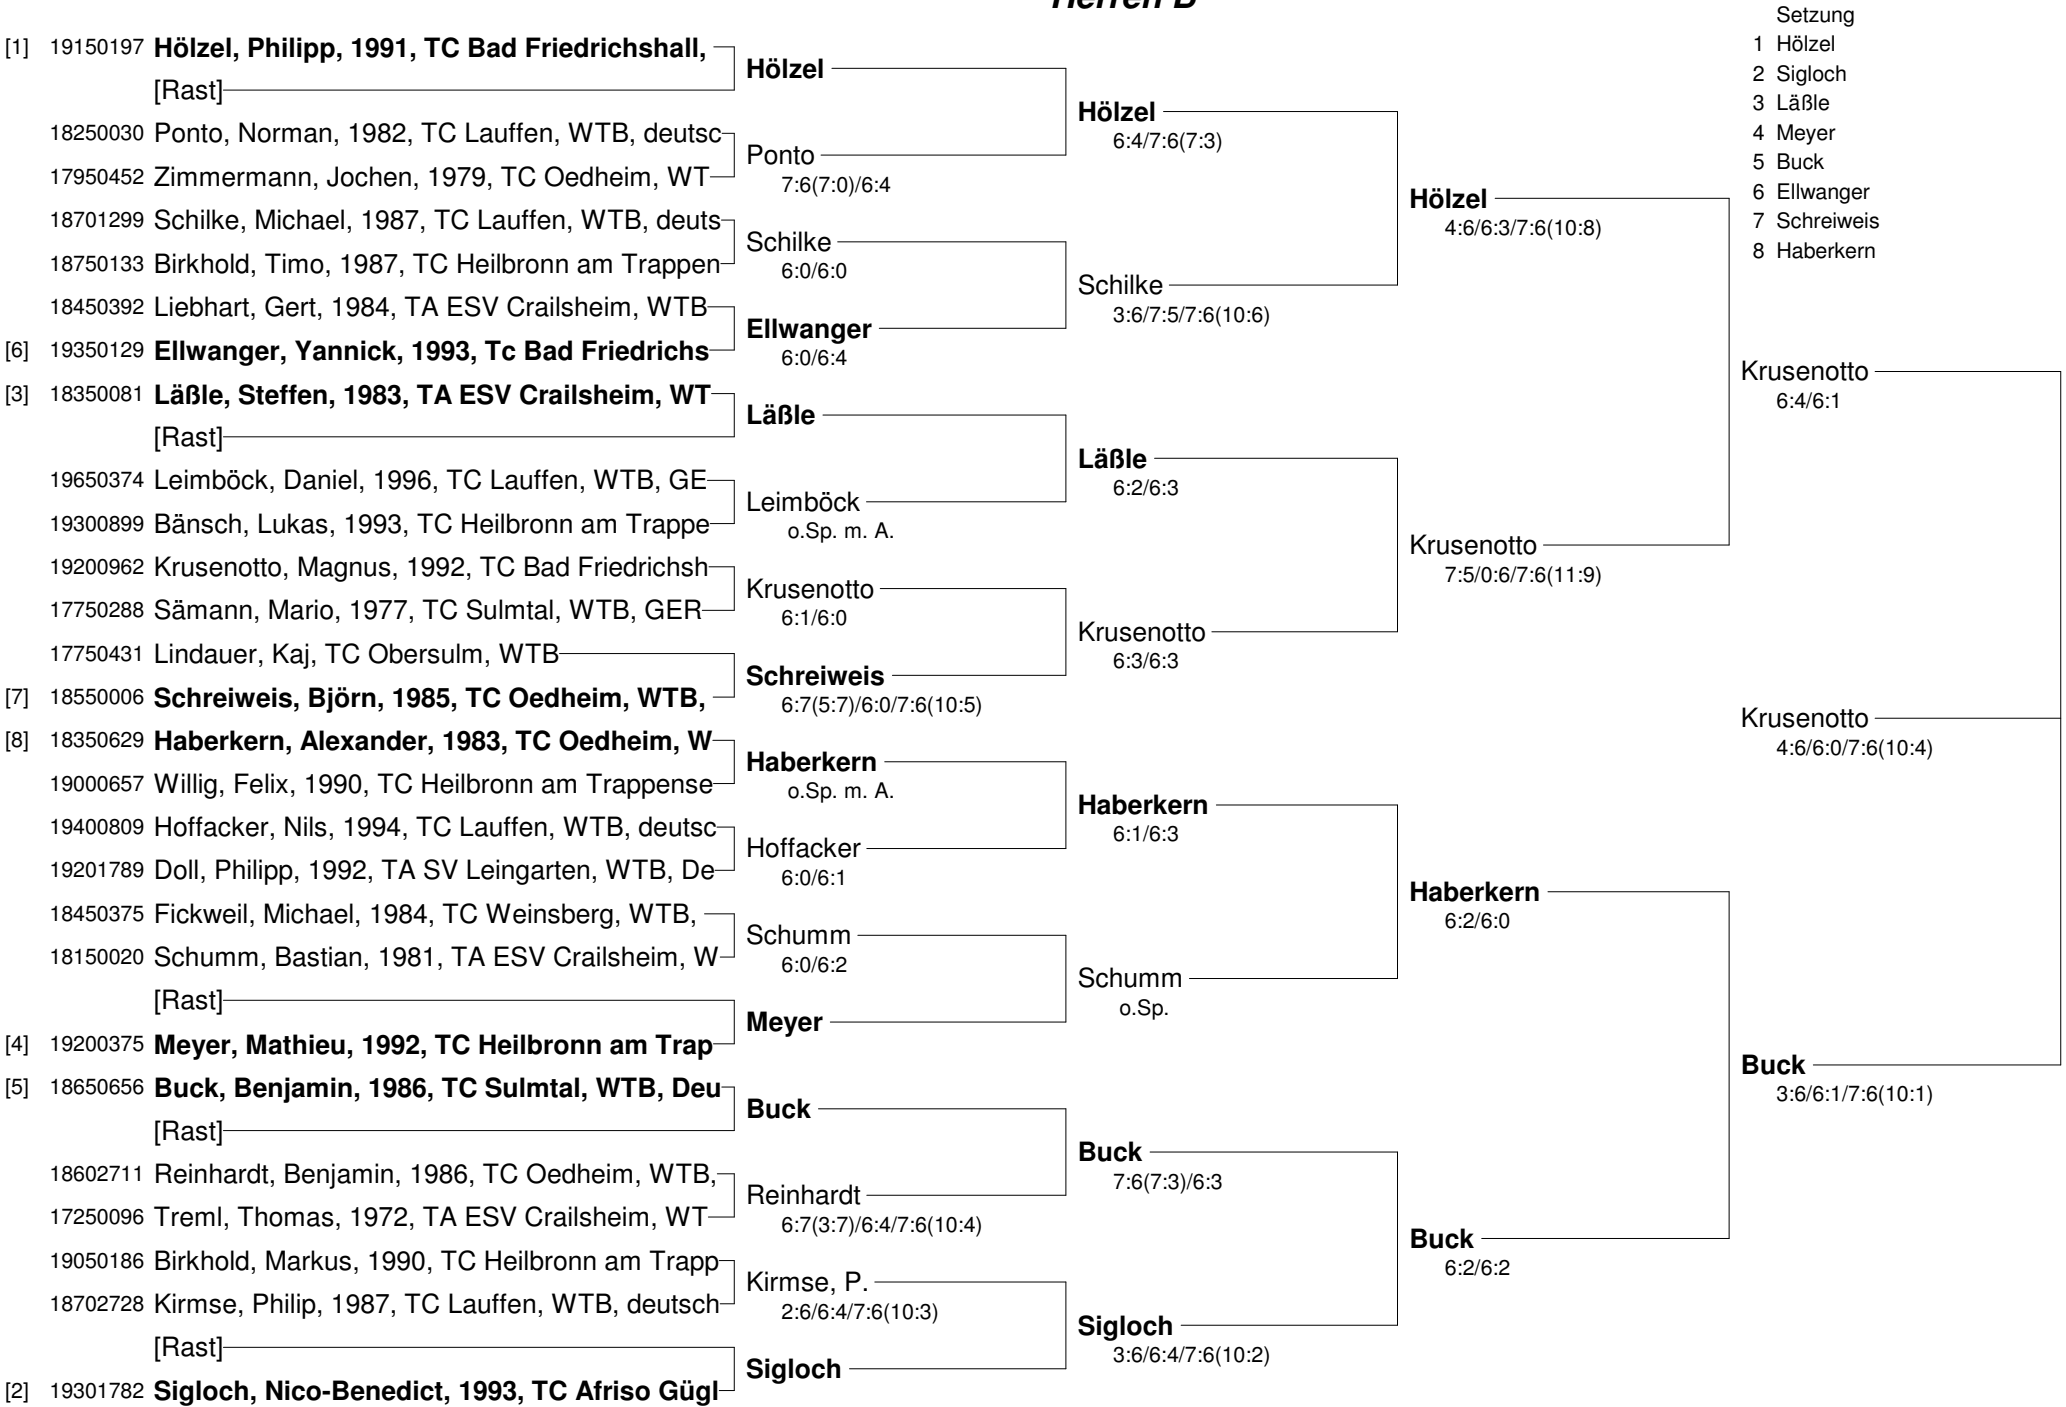 Herren B
Setzung
1 Hölzel
2 Sigloch
3 Läßle
4 Meyer
5 Buck
6 Ellwanger
7 Schreiweis
8 Haberkern
[1] 19150197 Hölzel, Philipp, 1991, TC Bad Friedrichshall,
[Rast]
18250030 Ponto, Norman, 1982, TC Lauffen, WTB, deutsc
17950452 Zimmermann, Jochen, 1979, TC Oedheim, WT
18701299 Schilke, Michael, 1987, TC Lauffen, WTB, deuts
18750133 Birkhold, Timo, 1987, TC Heilbronn am Trappen
18450392 Liebhart, Gert, 1984, TA ESV Crailsheim, WTB
[6] 19350129 Ellwanger, Yannick, 1993, Tc Bad Friedrichs
[3] 18350081 Läßle, Steffen, 1983, TA ESV Crailsheim, WT
[Rast]
19650374 Leimböck, Daniel, 1996, TC Lauffen, WTB, GE
19300899 Bänsch, Lukas, 1993, TC Heilbronn am Trappe
19200962 Krusenotto, Magnus, 1992, TC Bad Friedrichsh
17750288 Sämann, Mario, 1977, TC Sulmtal, WTB, GER
17750431 Lindauer, Kaj, TC Obersulm, WTB
[7] 18550006 Schreiweis, Björn, 1985, TC Oedheim, WTB,
[8] 18350629 Haberkern, Alexander, 1983, TC Oedheim, W
19000657 Willig, Felix, 1990, TC Heilbronn am Trappense
19400809 Hoffacker, Nils, 1994, TC Lauffen, WTB, deutsc
19201789 Doll, Philipp, 1992, TA SV Leingarten, WTB, De
18450375 Fickweil, Michael, 1984, TC Weinsberg, WTB,
18150020 Schumm, Bastian, 1981, TA ESV Crailsheim, W
[Rast]
[4] 19200375 Meyer, Mathieu, 1992, TC Heilbronn am Trap
[5] 18650656 Buck, Benjamin, 1986, TC Sulmtal, WTB, Deu
[Rast]
18602711 Reinhardt, Benjamin, 1986, TC Oedheim, WTB,
17250096 Treml, Thomas, 1972, TA ESV Crailsheim, WT
19050186 Birkhold, Markus, 1990, TC Heilbronn am Trapp
18702728 Kirmse, Philip, 1987, TC Lauffen, WTB, deutsch
[Rast]
[2] 19301782 Sigloch, Nico-Benedict, 1993, TC Afriso Gügl
Hölzel
Ponto
7:6(7:0)/6:4
Schilke
6:0/6:0
Ellwanger
6:0/6:4
Läßle
Leimböck
o.Sp. m. A.
Krusenotto
6:1/6:0
Schreiweis
6:7(5:7)/6:0/7:6(10:5)
Haberkern
o.Sp. m. A.
Hoffacker
6:0/6:1
Schumm
6:0/6:2
Meyer
Buck
Reinhardt
6:7(3:7)/6:4/7:6(10:4)
Kirmse, P.
2:6/6:4/7:6(10:3)
Sigloch
Hölzel
6:4/7:6(7:3)
Schilke
3:6/7:5/7:6(10:6)
Läßle
6:2/6:3
Krusenotto
6:3/6:3
Haberkern
6:1/6:3
Schumm
o.Sp.
Buck
7:6(7:3)/6:3
Sigloch
3:6/6:4/7:6(10:2)
Hölzel
4:6/6:3/7:6(10:8)
Krusenotto
7:5/0:6/7:6(11:9)
Haberkern
6:2/6:0
Buck
6:2/6:2
Krusenotto
6:4/6:1
Krusenotto
4:6/6:0/7:6(10:4)
Buck
3:6/6:1/7:6(10:1)